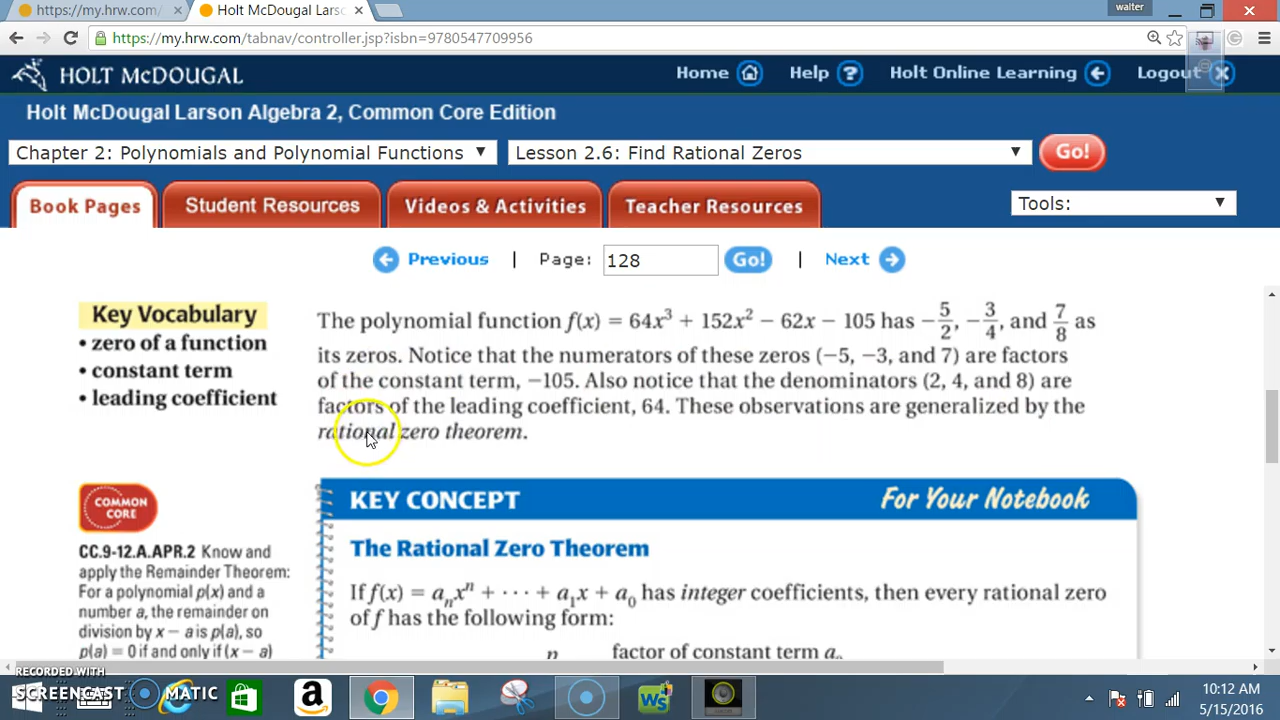 https://my.hrw.com/tabna
Holt McDougal Lars
walter
https://my.hrw.com/tabnav/controller.jsp?isbn=9780547709956
HOLT MCDOUGAL
Home
Help ?
Holt Online Learning
Logout
Holt McDougal Larson Algebra 2, Common Core Edition
Chapter 2: Polynomials and Polynomial Functions
Lesson 2.6: Find Rational Zeros
Go!
Book Pages
Student Resources
Videos & Activities
Teacher Resources
Tools:
Previous | Page: 128 Go! | Next
Key Vocabulary
• zero of a function
• constant term
• leading coefficient
The polynomial function f(x) = 64x³ + 152x² − 62x − 105 has −5/2, −3/4, and 7/8 as
its zeros. Notice that the numerators of these zeros (−5, −3, and 7) are factors
of the constant term, −105. Also notice that the denominators (2, 4, and 8) are
factors of the leading coefficient, 64. These observations are generalized by the
rational zero theorem.
COMMON
CORE
CC.9-12.A.APR.2 Know and
apply the Remainder Theorem:
For a polynomial p(x) and a
number a, the remainder on
division by x − a is p(a), so
p(a) = 0 if and only if (x − a)
KEY CONCEPT
For Your Notebook
The Rational Zero Theorem
If f(x) = aₙxⁿ + · · · + a₁x + a₀ has integer coefficients, then every rational zero
of f has the following form:
p factor of constant term a₀
RECORDED WITH
SCREENCAST MATIC
10:12 AM
5/15/2016